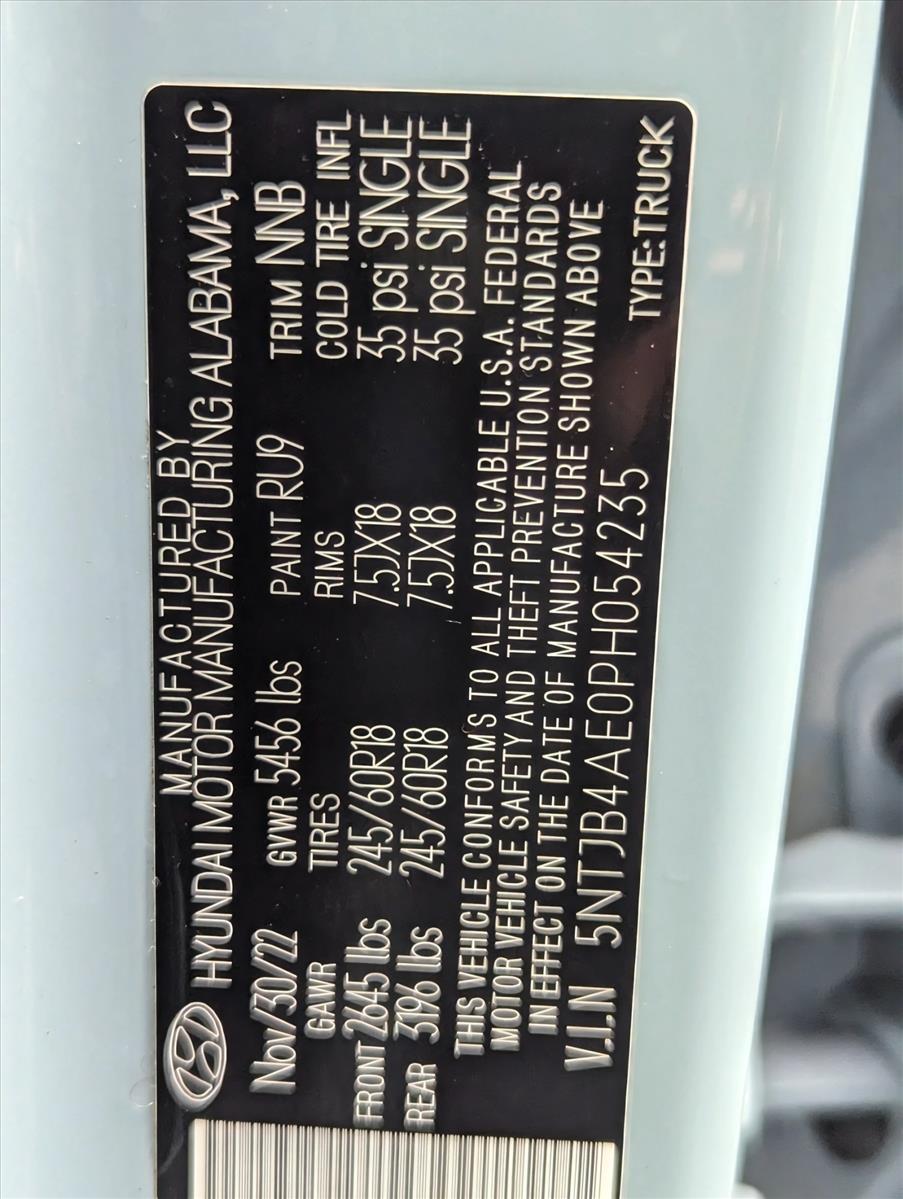 MANUFACTURED BY
HYUNDAI MOTOR MANUFACTURING ALABAMA, LLC
Nov/30/22 GVWR 5456 lbs PAINT RU9 TRIM NNB
GAWR TIRES RIMS COLD TIRE INFL
FRONT 2645 lbs 245/60R18 7.5JX18 35 psi SINGLE
REAR 3196 lbs 245/60R18 7.5JX18 35 psi SINGLE
THIS VEHICLE CONFORMS TO ALL APPLICABLE U.S.A. FEDERAL
MOTOR VEHICLE SAFETY AND THEFT PREVENTION STANDARDS
IN EFFECT ON THE DATE OF MANUFACTURE SHOWN ABOVE
V.I.N 5NTJB4AE0PH054235 TYPE:TRUCK